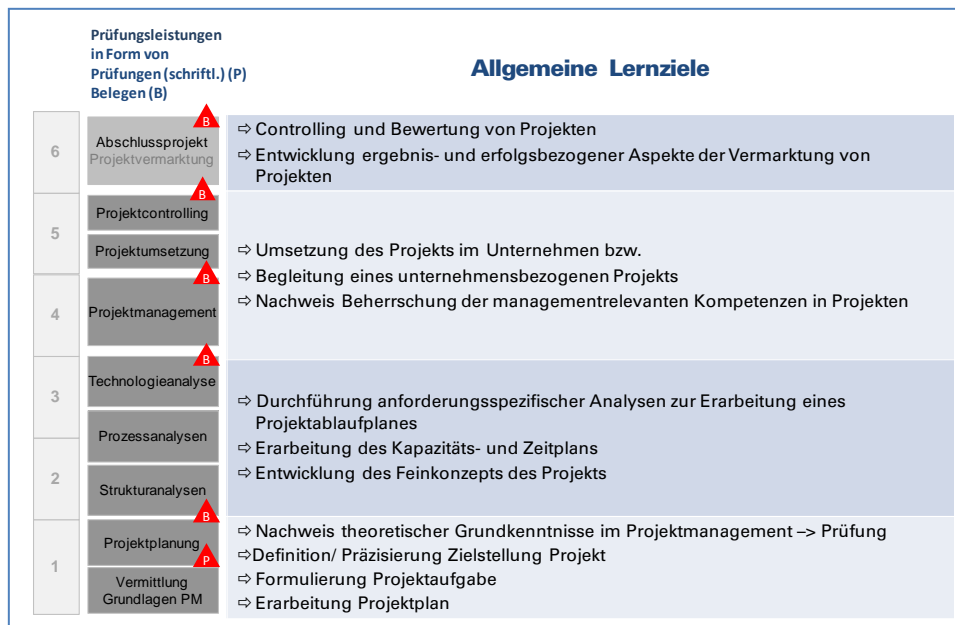 Prüfungsleistungen
in Form von
Prüfungen (schriftl.) (P)
Belegen (B)
Allgemeine Lernziele
6
B
Abschlussprojekt
Projektvermarktung
⇨ Controlling und Bewertung von Projekten
⇨ Entwicklung ergebnis- und erfolgsbezogener Aspekte der Vermarktung von
Projekten
5
B
Projektcontrolling
Projektumsetzung
4
B
Projektmanagement
⇨ Umsetzung des Projekts im Unternehmen bzw.
⇨ Begleitung eines unternehmensbezogenen Projekts
⇨ Nachweis Beherrschung der managementrelevanten Kompetenzen in Projekten
3
B
Technologieanalyse
Prozessanalysen
2
Strukturanalysen
⇨ Durchführung anforderungsspezifischer Analysen zur Erarbeitung eines
Projektablaufplanes
⇨ Erarbeitung des Kapazitäts- und Zeitplans
⇨ Entwicklung des Feinkonzepts des Projekts
1
B
Projektplanung
P
Vermittlung
Grundlagen PM
⇨ Nachweis theoretischer Grundkenntnisse im Projektmanagement –> Prüfung
⇨Definition/ Präzisierung Zielstellung Projekt
⇨ Formulierung Projektaufgabe
⇨ Erarbeitung Projektplan